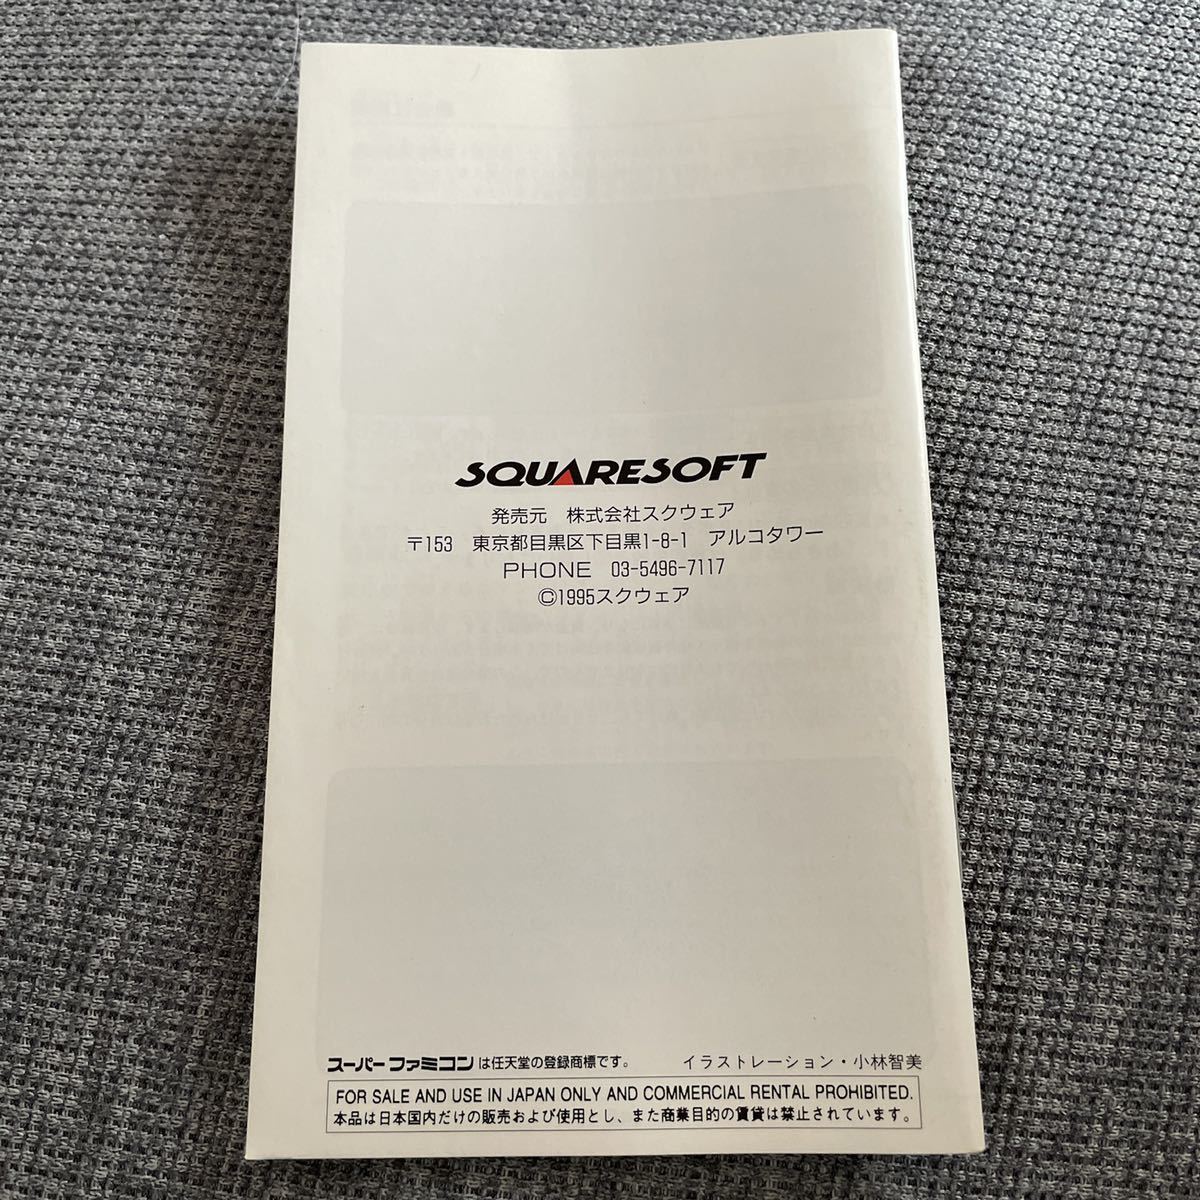 SQUARESOFT
発売元 株式会社スクウェア
〒153 東京都目黒区下目黒1-8-1 アルコタワー
PHONE 03-5496-7117
©1995スクウェア
スーパーファミコンは任天堂の登録商標です。 イラストレーション・小林智美
FOR SALE AND USE IN JAPAN ONLY AND COMMERCIAL RENTAL PROHIBITED.
本品は日本国内だけの販売および使用とし、また商業目的の賃貸は禁止されています。